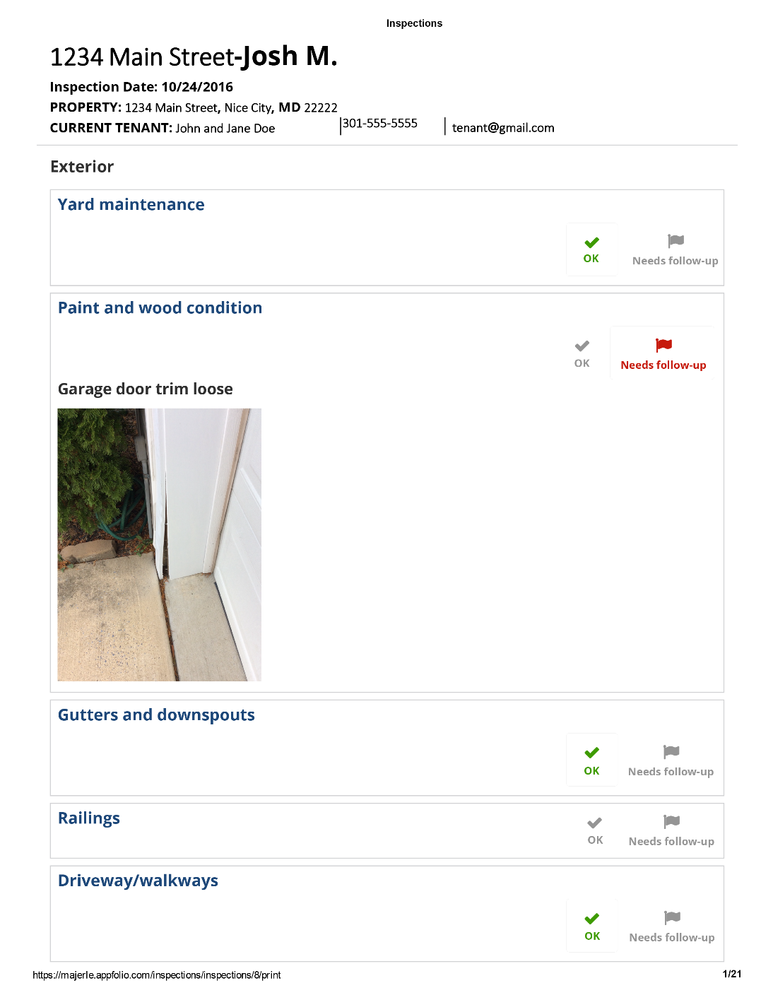 Inspections
1234 Main Street-Josh M.
Inspection Date: 10/24/2016
PROPERTY: 1234 Main Street, Nice City, MD 22222
CURRENT TENANT: John and Jane Doe |301-555-5555 | tenant@gmail.com
Exterior
Yard maintenance
OK Needs follow-up
Paint and wood condition
OK Needs follow-up
Garage door trim loose
Gutters and downspouts
OK Needs follow-up
Railings
OK Needs follow-up
Driveway/walkways
OK Needs follow-up
https://majerle.appfolio.com/inspections/inspections/8/print 1/21